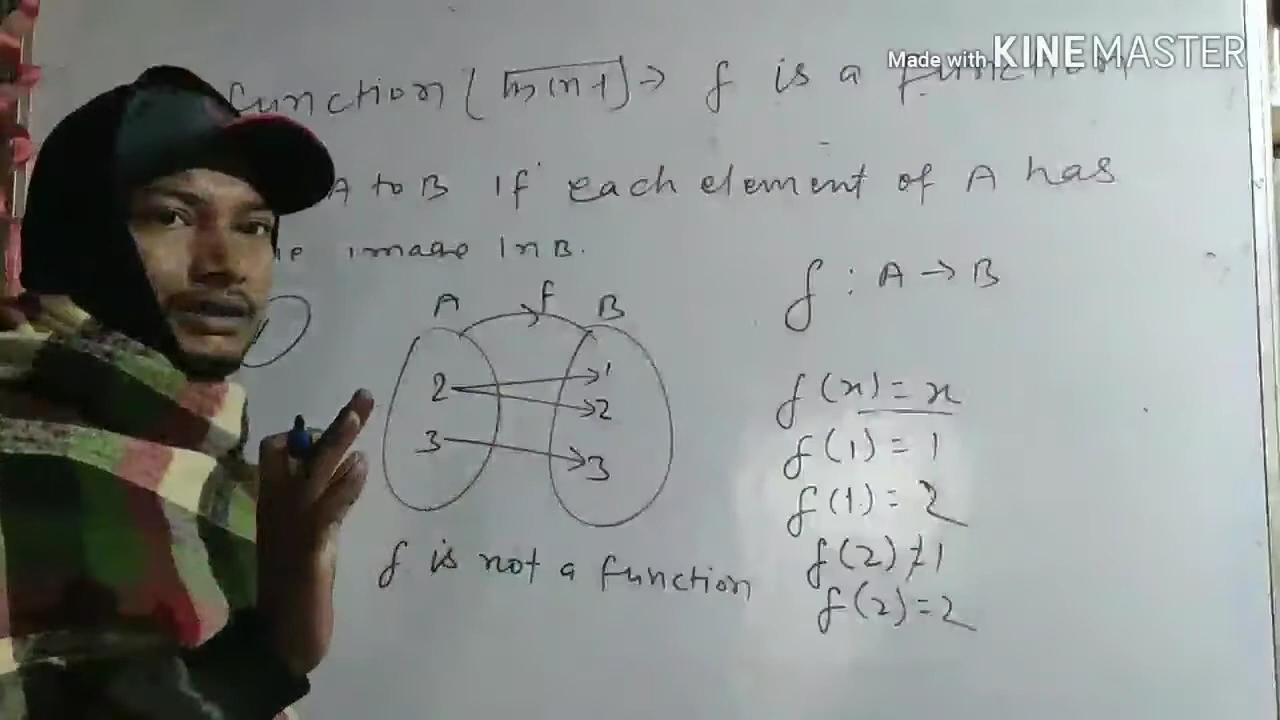 Made with KINEMASTER
function → f is a function
A to B If each element of A has
image In B.
f : A → B
A f B
2 1
2
3 3
f(x) = x
f(1) = 1
f(1) = 2
f(2) ≠ 1
f(2) = 2
f is not a function